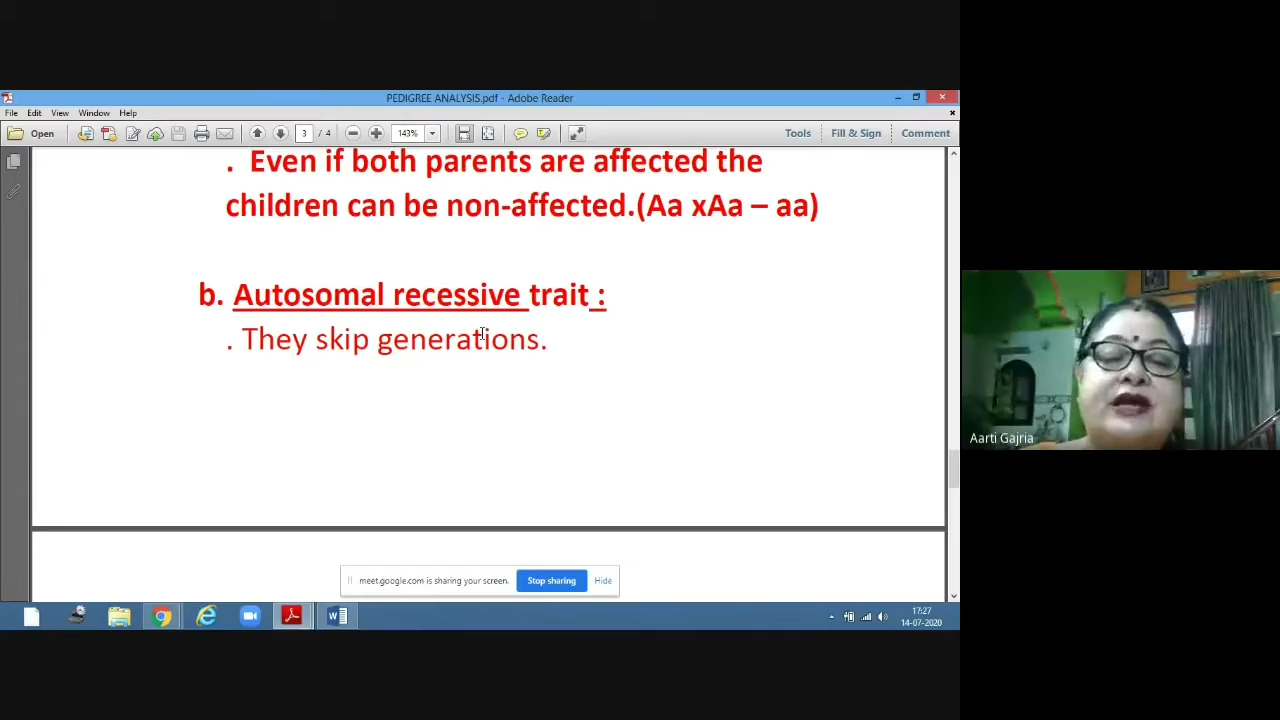 PEDIGREE ANALYSIS.pdf - Adobe Reader
File Edit View Window Help
Open 3 / 4 143% Tools Fill & Sign Comment
. Even if both parents are affected the
children can be non-affected.(Aa xAa – aa)
b. Autosomal recessive trait :
. They skip generations.
Aarti Gajria
meet.google.com is sharing your screen. Stop sharing Hide
17:27
14-07-2020